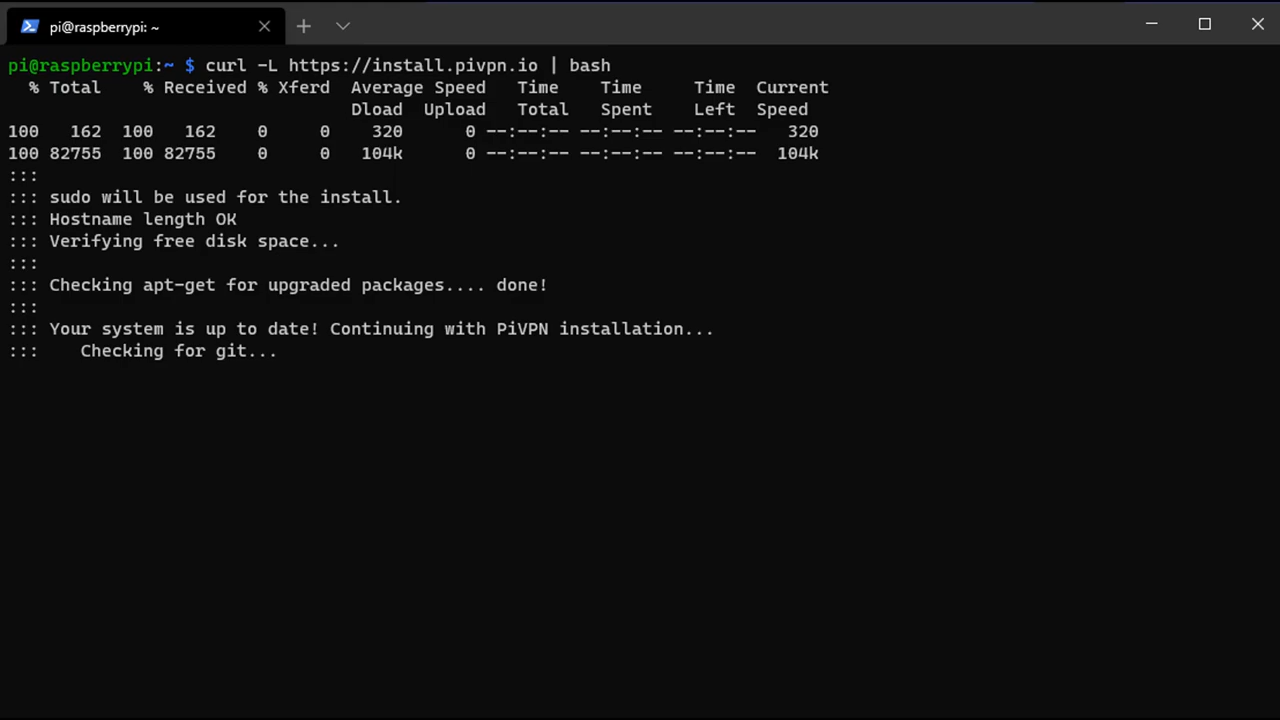 pi@raspberrypi: ~
pi@raspberrypi:~ $ curl -L https://install.pivpn.io | bash
% Total % Received % Xferd Average Speed Time Time Time Current
Dload Upload Total Spent Left Speed
100 162 100 162 0 0 320 0 --:--:-- --:--:-- --:--:-- 320
100 82755 100 82755 0 0 104k 0 --:--:-- --:--:-- --:--:-- 104k
:::
::: sudo will be used for the install.
::: Hostname length OK
::: Verifying free disk space...
:::
::: Checking apt-get for upgraded packages.... done!
:::
::: Your system is up to date! Continuing with PiVPN installation...
::: Checking for git...